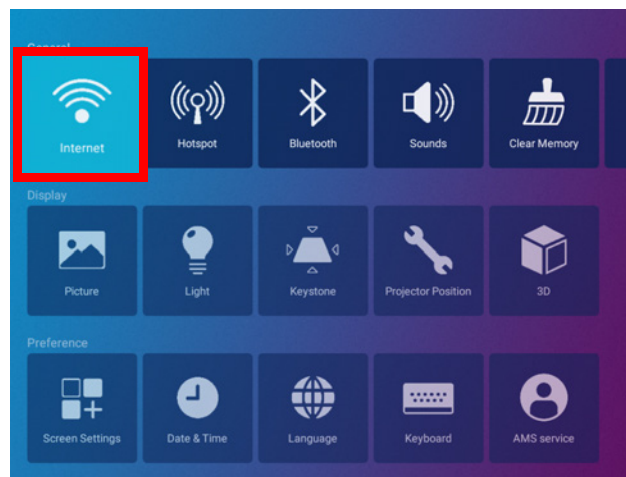 General
Internet
Hotspot
Bluetooth
Sounds
Clear Memory
Display
Picture
Light
Keystone
Projector Position
3D
Preference
Screen Settings
Date & Time
Language
Keyboard
AMS service